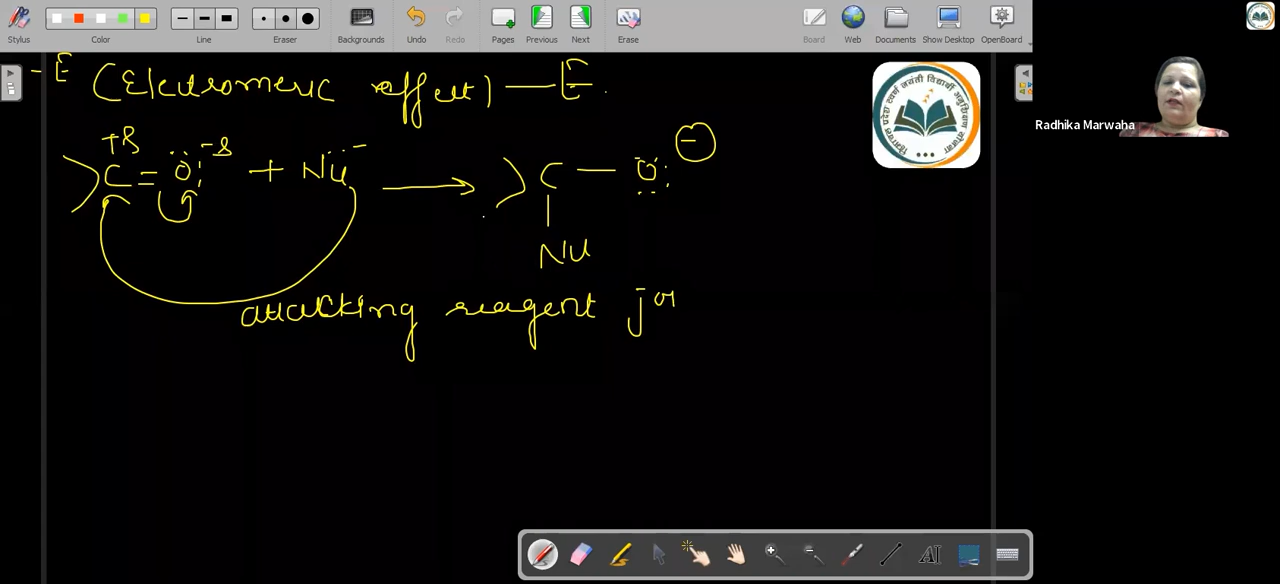 Stylus Color Line Eraser Backgrounds Undo Redo Pages Previous Next Erase Board Web Documents Show Desktop OpenBoard
- E (Electromeric effect) — E.
+δ -δ
C = O: + Nu:- → C — O: -
Nu
attacking reagent
Radhika Marwaha